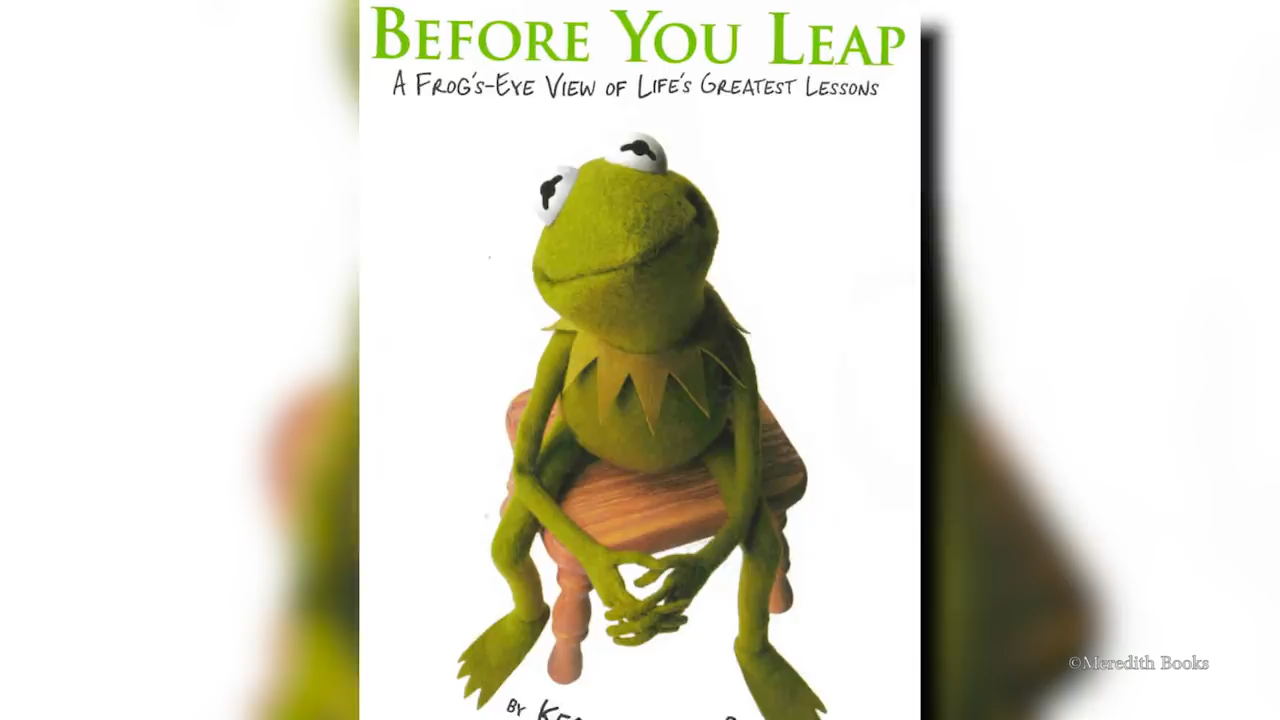 BEFORE YOU LEAP
A FROG'S-EYE VIEW OF LIFE'S GREATEST LESSONS
©Meredith Books
BY